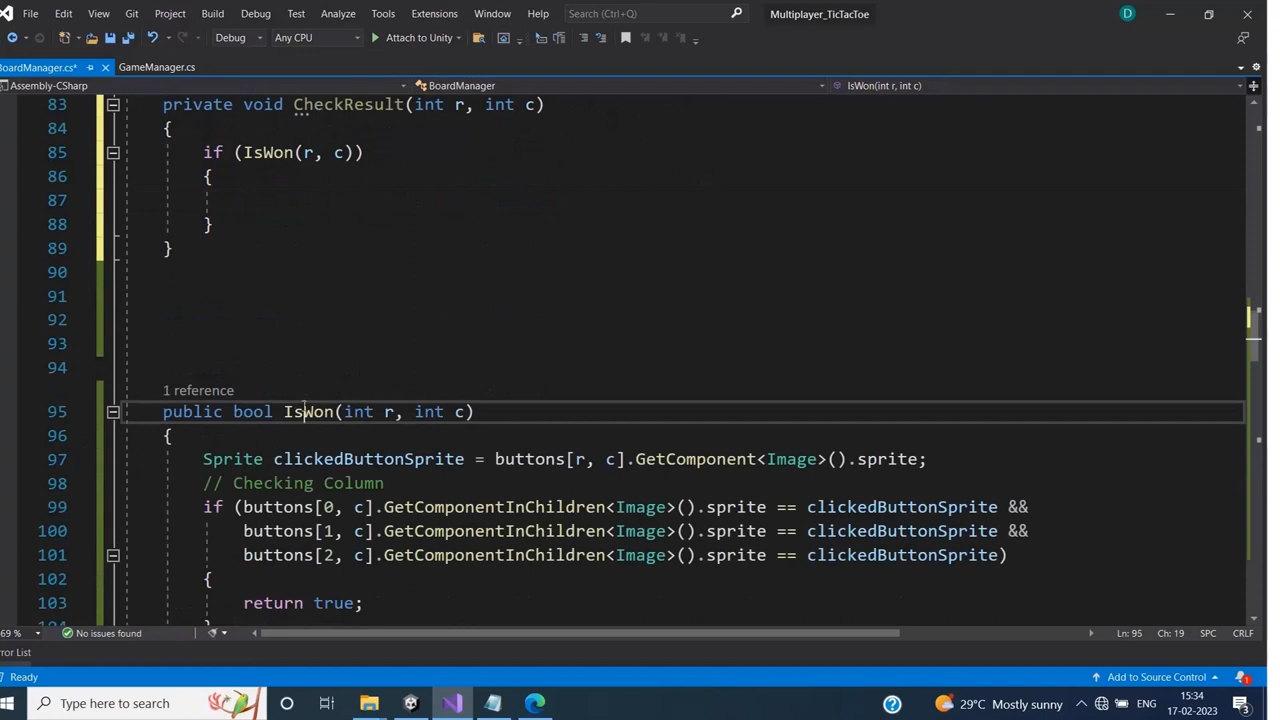 File Edit View Git Project Build Debug Test Analyze Tools Extensions Window Help Search (Ctrl+Q) Multiplayer_TicTacToe D
Debug Any CPU Attach to Unity
BoardManager.cs* GameManager.cs
Assembly-CSharp BoardManager IsWon(int r, int c)
83 private void CheckResult(int r, int c)
84 {
85 if (IsWon(r, c))
86 {
87
88 }
89 }
90
91
92
93
94
1 reference
95 public bool IsWon(int r, int c)
96 {
97 Sprite clickedButtonSprite = buttons[r, c].GetComponent<Image>().sprite;
98 // Checking Column
99 if (buttons[0, c].GetComponentInChildren<Image>().sprite == clickedButtonSprite &&
100 buttons[1, c].GetComponentInChildren<Image>().sprite == clickedButtonSprite &&
101 buttons[2, c].GetComponentInChildren<Image>().sprite == clickedButtonSprite)
102 {
103 return true;
69 % No issues found Ln: 95 Ch: 19 SPC CRLF
rror List
Ready Add to Source Control 1
Type here to search 29°C Mostly sunny ENG 15:34
17-02-2023 3